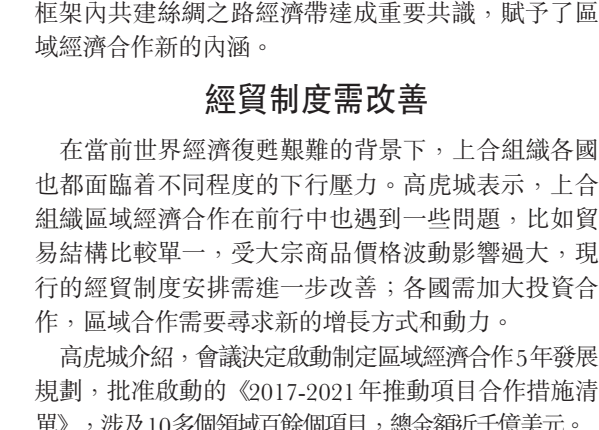 框架內共建絲綢之路經濟帶達成重要共識，賦予了區
域經濟合作新的內涵。
經貿制度需改善
在當前世界經濟復甦艱難的背景下，上合組織各國
也都面臨着不同程度的下行壓力。高虎城表示，上合
組織區域經濟合作在前行中也遇到一些問題，比如貿
易結構比較單一，受大宗商品價格波動影響過大，現
行的經貿制度安排需進一步改善；各國需加大投資合
作，區域合作需要尋求新的增長方式和動力。
高虎城介紹，會議決定啟動制定區域經濟合作5年發展
規劃，批准啟動的《2017-2021年推動項目合作措施清
單》，涉及10多個領域百餘個項目，總金額近千億美元。